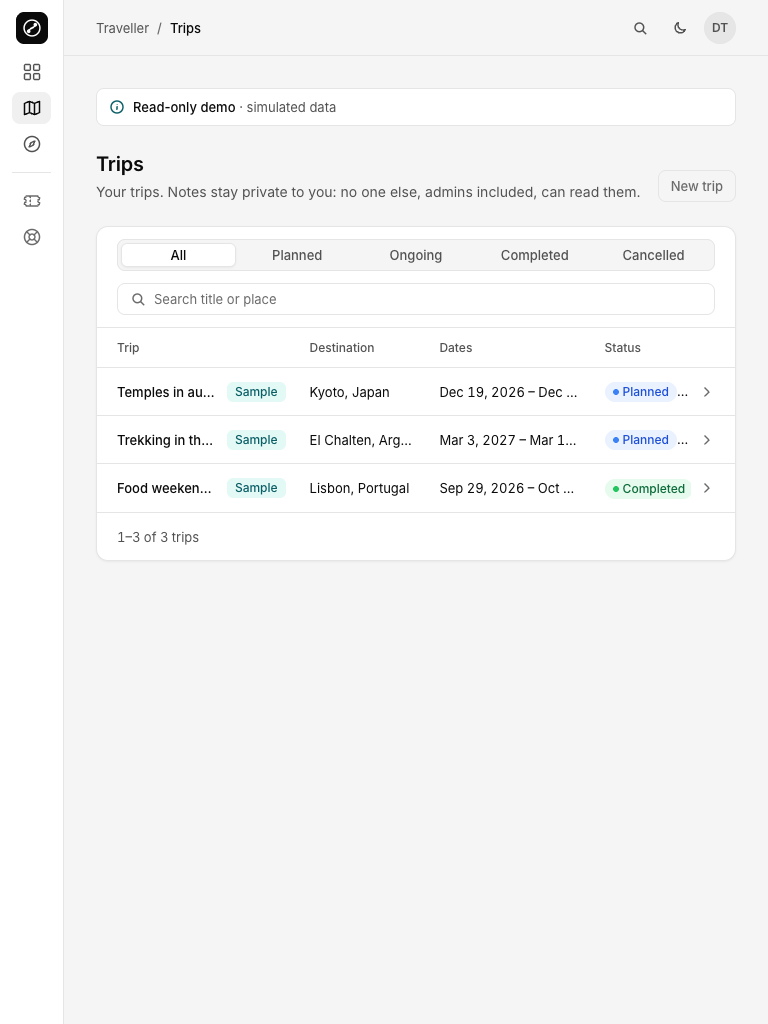 Traveller / Trips
DT
Read-only demo · simulated data
Trips
Your trips. Notes stay private to you: no one else, admins included, can read them.
New trip
All Planned Ongoing Completed Cancelled
Search title or place
Trip Destination Dates Status
Temples in au... Sample Kyoto, Japan Dec 19, 2026 – Dec ... Planned ...
Trekking in th... Sample El Chalten, Arg... Mar 3, 2027 – Mar 1... Planned ...
Food weeken... Sample Lisbon, Portugal Sep 29, 2026 – Oct ... Completed
1–3 of 3 trips